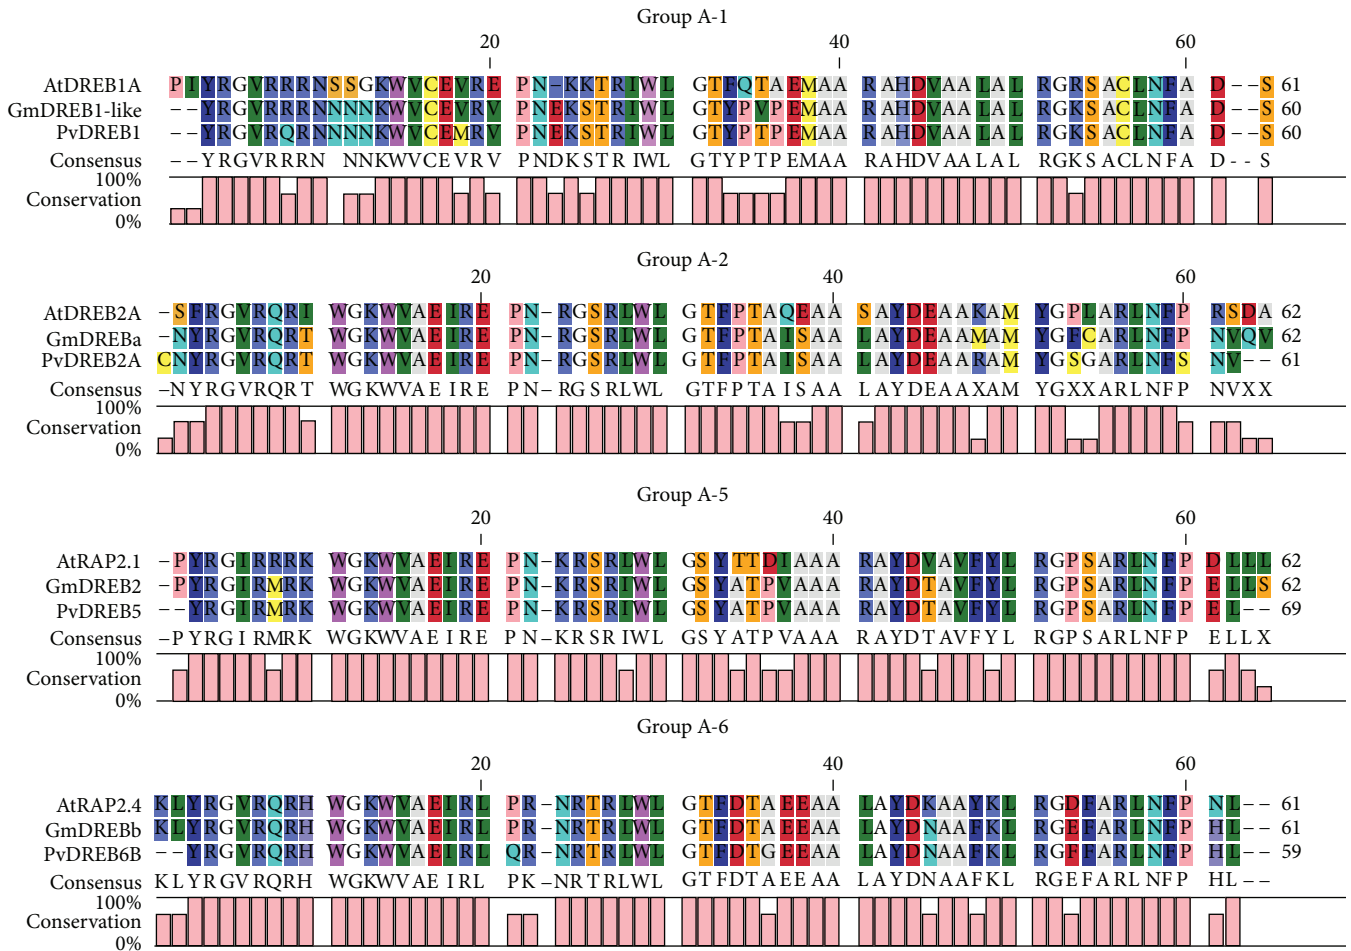 Group A-1
20 40 60
AtDREB1A PIYRGVRRRNSSGKWVCEVRE PN-KKTRIWL GTFQTAEMAA RAHDVAALAL RGRSACLNFA D--S 61
GmDREB1-like --YRGVRRRNNNNKWVCEVRV PNEKSTRIWL GTYPVPEMAA RAHDVAALAL RGKSACLNFA D--S 60
PvDREB1 --YRGVRQRNNNNKWVCEMRV PNEKSTRIWL GTYPTPEMAA RAHDVAALAL RGKSACLNFA D--S 60
Consensus --YRGVRRRN NNKWVCEVRV PNDKSTRIWL GTYPTPEMAA RAHDVAALAL RGKSACLNFA D--S
100%
Conservation
0%
Group A-2
20 40 60
AtDREB2A -SFRGVRQRI WGKWVAEIRE PN-RGSRLWL GTFPTAQEAA SAYDEAAKAM YGPLARLNFP RSDA 62
GmDREBa -NYRGVRQRT WGKWVAEIRE PN-RGSRLWL GTFPTAISAA LAYDEAAMAM YGFCARLNFP NVQV 62
PvDREB2A CNYRGVRQRT WGKWVAEIRE PN-RGSRLWL GTFPTAISAA LAYDEAARAM YGSGARLNFS NV-- 61
Consensus -NYRGVRQRT WGKWVAEIRE PN-RGSRLWL GTFPTAISAA LAYDEAAXAM YGXXARLNFP NVXX
100%
Conservation
0%
Group A-5
20 40 60
AtRAP2.1 -PYRGIRRRK WGKWVAEIRE PN-KRSRLWL GSYTTDIAAA RAYDVAVFYL RGPSARLNFP DLLL 62
GmDREB2 -PYRGIRMRK WGKWVAEIRE PN-KRSRIWL GSYATPVAAA RAYDTAVFYL RGPSARLNFP ELLS 62
PvDREB5 --YRGIRMRK WGKWVAEIRE PN-KRSRIWL GSYATPVAAA RAYDTAVFYL RGPSARLNFP EL-- 69
Consensus -PYRGIRMRK WGKWVAEIRE PN-KRSRIWL GSYATPVAAA RAYDTAVFYL RGPSARLNFP ELLX
100%
Conservation
0%
Group A-6
20 40 60
AtRAP2.4 KLYRGVRQRH WGKWVAEIRL PR-NRTRLWL GTFDTAEEAA LAYDKAAYKL RGDFARLNFP NL-- 61
GmDREBb KLYRGVRQRH WGKWVAEIRL PR-NRTRLWL GTFDTAEEAA LAYDNAAFKL RGEFARLNFP HL-- 61
PvDREB6B --YRGVRQRH WGKWVAEIRL QR-NRTRLWL GTFDTGEEAA LAYDNAAFKL RGFFARLNFP HL-- 59
Consensus KLYRGVRQRH WGKWVAEIRL PK-NRTRLWL GTFDTAEEAA LAYDNAAFKL RGEFARLNFP HL--
100%
Conservation
0%